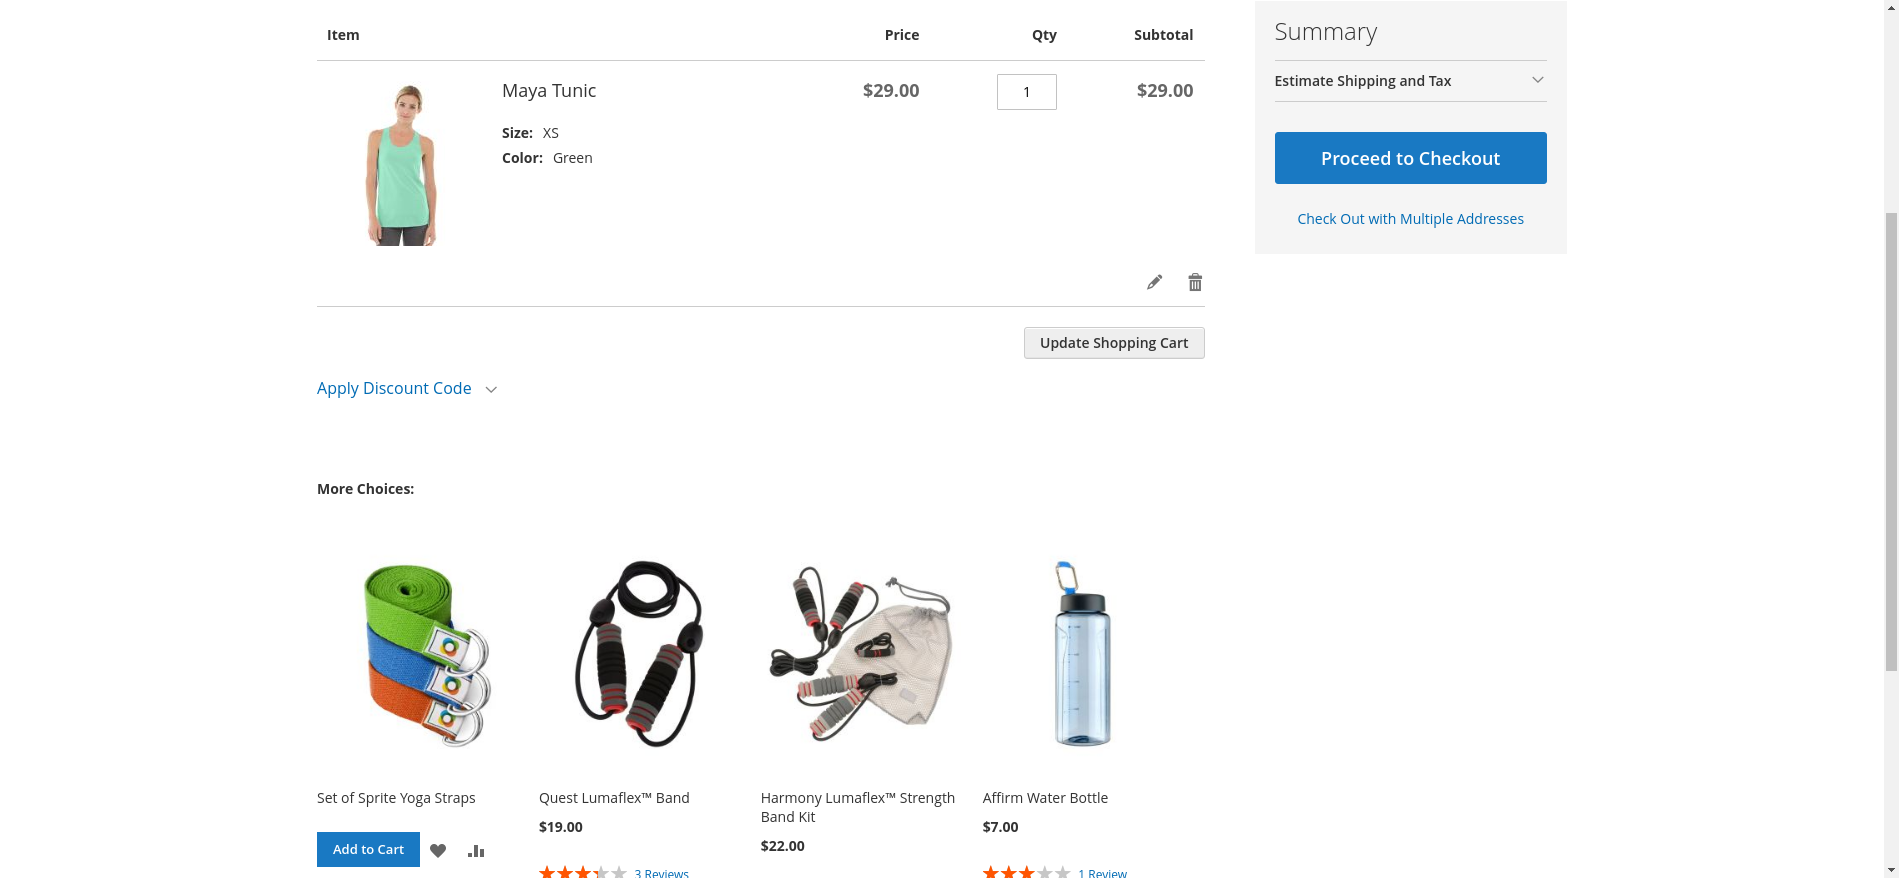 Item
Price
Qty
Subtotal
Maya Tunic
$29.00
1
$29.00
Size: XS
Color: Green
Update Shopping Cart
Apply Discount Code
Summary
Estimate Shipping and Tax
Proceed to Checkout
Check Out with Multiple Addresses
More Choices:
Set of Sprite Yoga Straps
Add to Cart
Quest Lumaflex™ Band
$19.00
3 Reviews
Harmony Lumaflex™ Strength
Band Kit
$22.00
Affirm Water Bottle
$7.00
1 Review